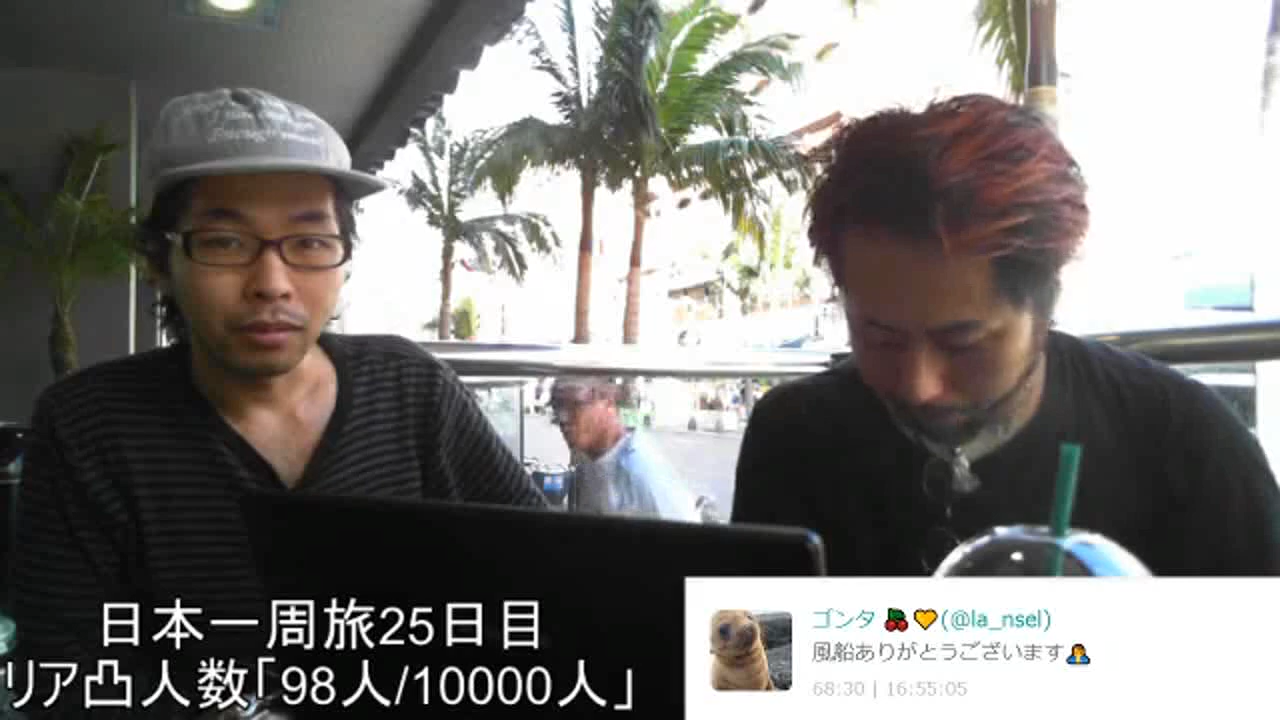 日本一周旅25日目
リア凸人数「98人/10000人」
ゴンタ🍒💛(@la_nsel)
風船ありがとうございます🙇‍♂️
68:30 | 16:55:05